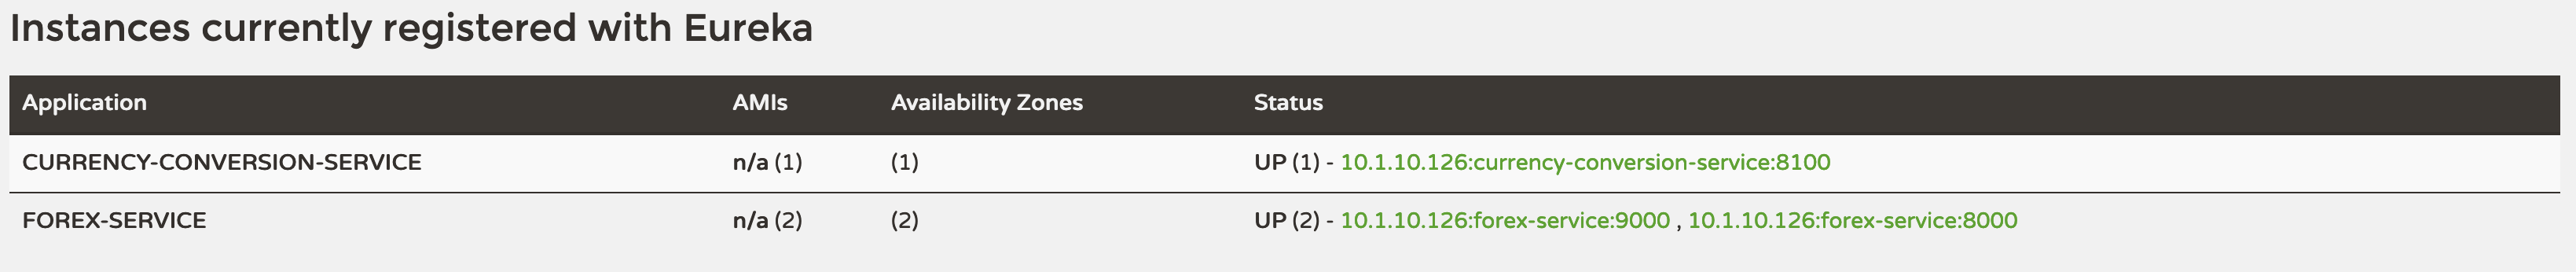 Instances currently registered with Eureka
Application AMIs Availability Zones Status
CURRENCY-CONVERSION-SERVICE n/a (1) (1) UP (1) - 10.1.10.126:currency-conversion-service:8100
FOREX-SERVICE n/a (2) (2) UP (2) - 10.1.10.126:forex-service:9000 , 10.1.10.126:forex-service:8000